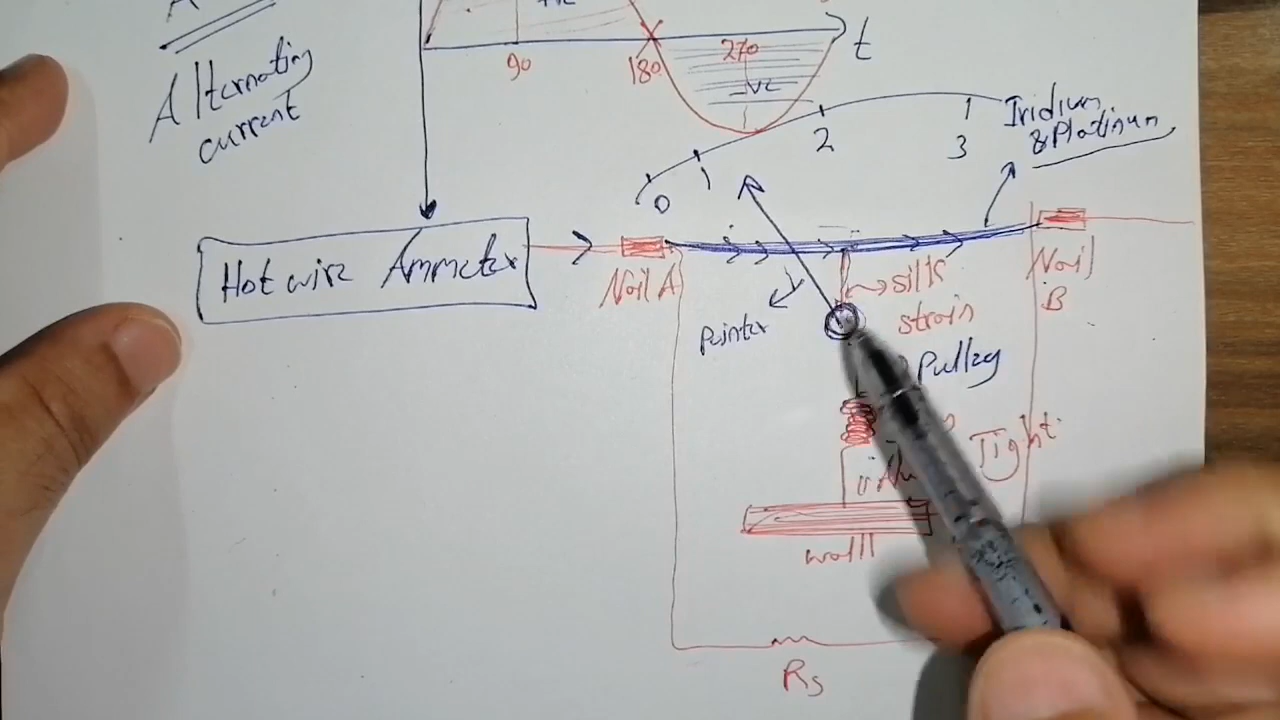 Alternating
current
90
180
270
-ve
t
0
1
2
3
Iridium
& Platinum
Hot wire Ammeter
Nail A
Nail
B
silk
strain
Pointer
Pulley
Tight
wall
Rs